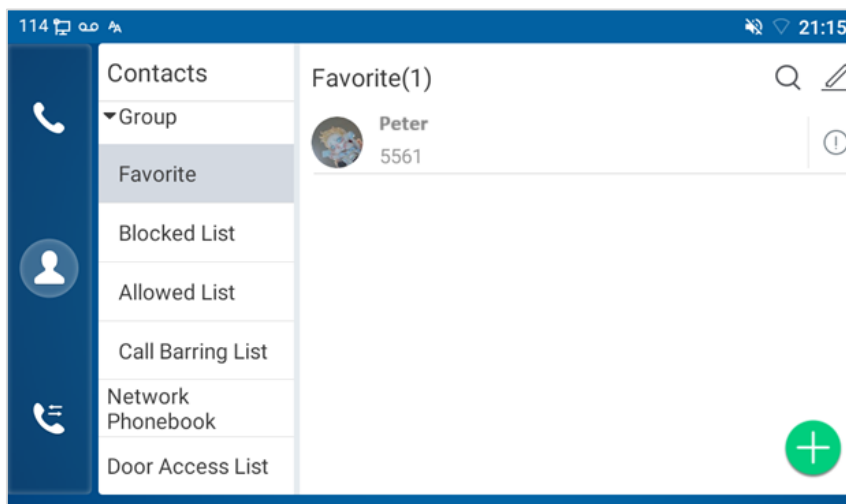 114
21:15
Contacts
Group
Favorite
Blocked List
Allowed List
Call Barring List
Network
Phonebook
Door Access List
Favorite(1)
Peter
5561